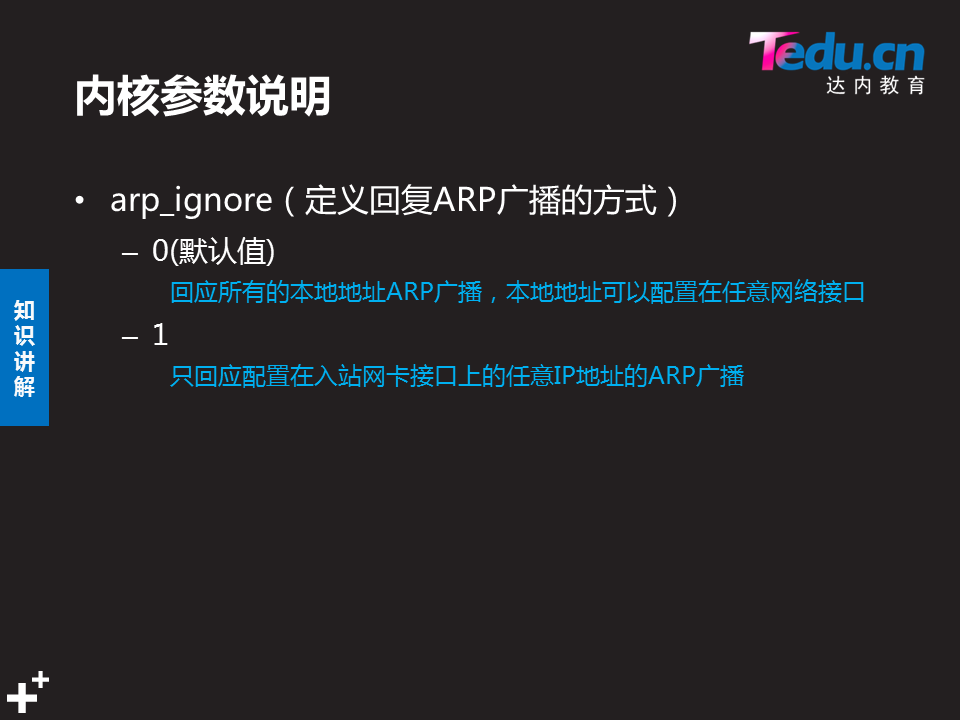 Tedu.cn
达内教育
内核参数说明
• arp_ignore（定义回复ARP广播的方式）
– 0(默认值)
回应所有的本地地址ARP广播，本地地址可以配置在任意网络接口
– 1
只回应配置在入站网卡接口上的任意IP地址的ARP广播
知识讲解